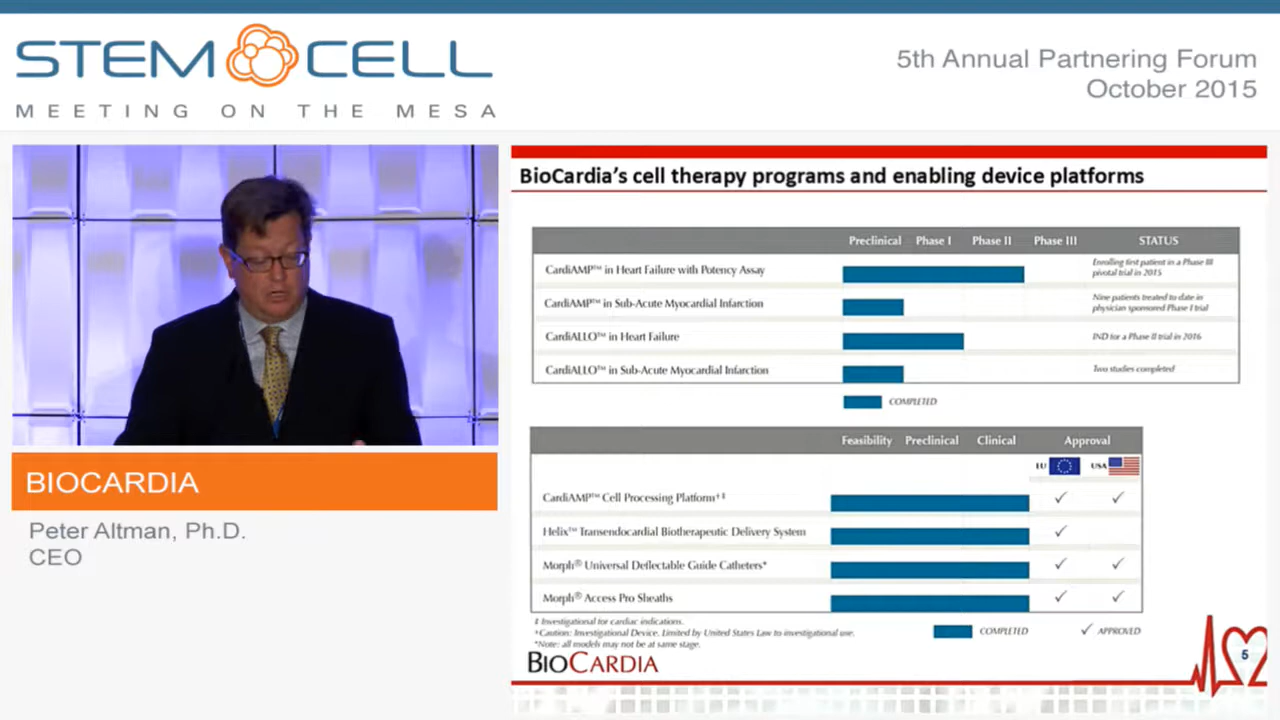 STEM CELL
MEETING ON THE MESA
5th Annual Partnering Forum
October 2015
BIOCARDIA
Peter Altman, Ph.D.
CEO
BioCardia's cell therapy programs and enabling device platforms
Preclinical Phase I Phase II Phase III STATUS
CardiAMP™ in Heart Failure with Potency Assay Enrolling first patient in a Phase III
pivotal trial in 2015
CardiAMP™ in Sub-Acute Myocardial Infarction Nine patients treated to date in
physician sponsored Phase I trial
CardiALLO™ in Heart Failure IND for a Phase II trial in 2016
CardiALLO™ in Sub-Acute Myocardial Infarction Two studies completed
COMPLETED
Feasibility Preclinical Clinical Approval
EU USA
CardiAMP™ Cell Processing Platform†‡ ✓ ✓
Helix™ Transendocardial Biotherapeutic Delivery System ✓
Morph® Universal Deflectable Guide Catheters* ✓ ✓
Morph® Access Pro Sheaths ✓ ✓
‡ Investigational for cardiac indications.
†Caution: Investigational Device. Limited by United States Law to investigational use.
*Note: all models may not be at same stage.
COMPLETED ✓ APPROVED
BIOCARDIA
5